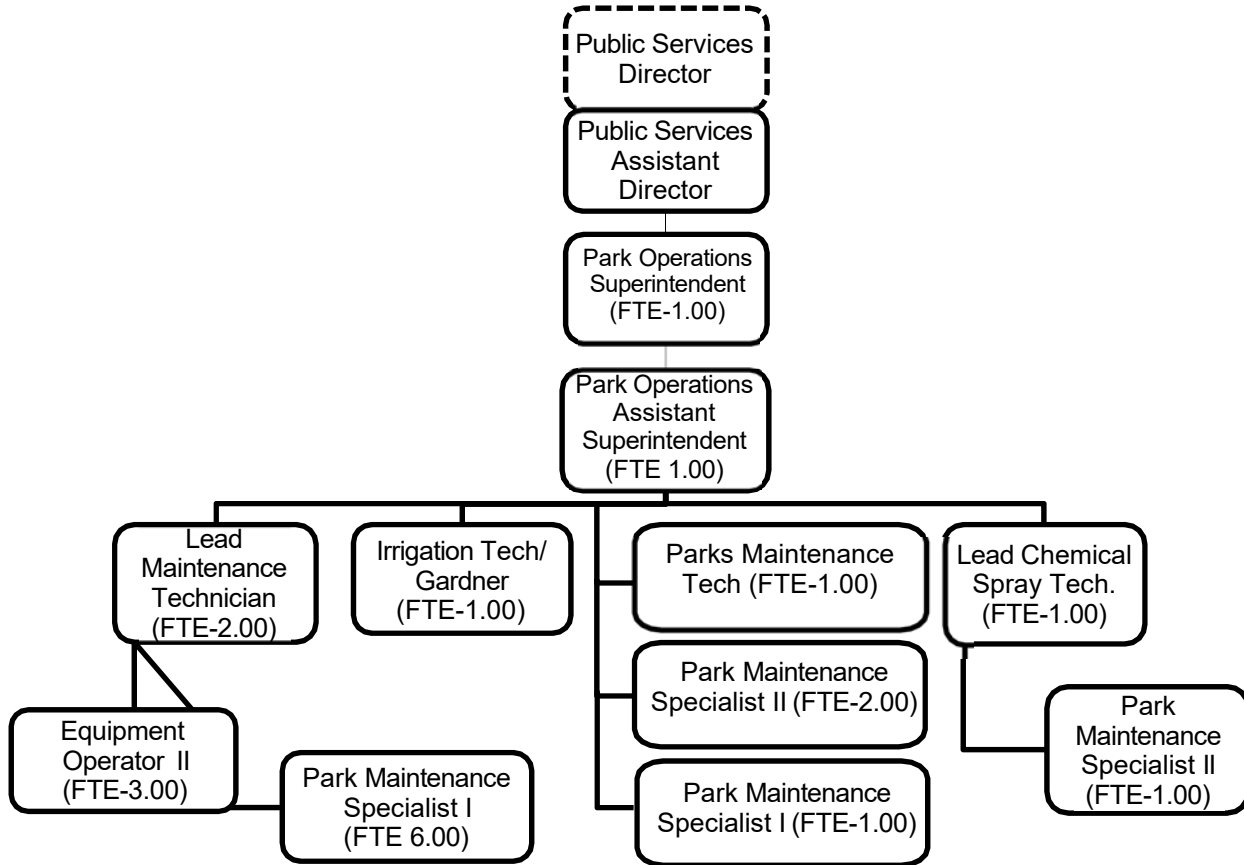 Public Services
Director
Public Services
Assistant
Director
Park Operations
Superintendent
(FTE-1.00)
Park Operations
Assistant
Superintendent
(FTE 1.00)
Lead
Maintenance
Technician
(FTE-2.00)
Irrigation Tech/
Gardner
(FTE-1.00)
Parks Maintenance
Tech (FTE-1.00)
Lead Chemical
Spray Tech.
(FTE-1.00)
Equipment
Operator II
(FTE-3.00)
Park Maintenance
Specialist I
(FTE 6.00)
Park Maintenance
Specialist II (FTE-2.00)
Park Maintenance
Specialist I (FTE-1.00)
Park
Maintenance
Specialist II
(FTE-1.00)